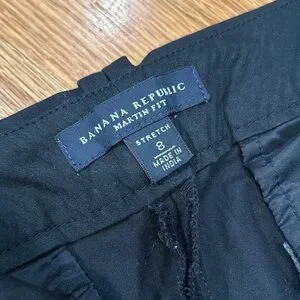 BANANA REPUBLIC
MARTIN FIT
STRETCH
8
MADE IN
INDIA